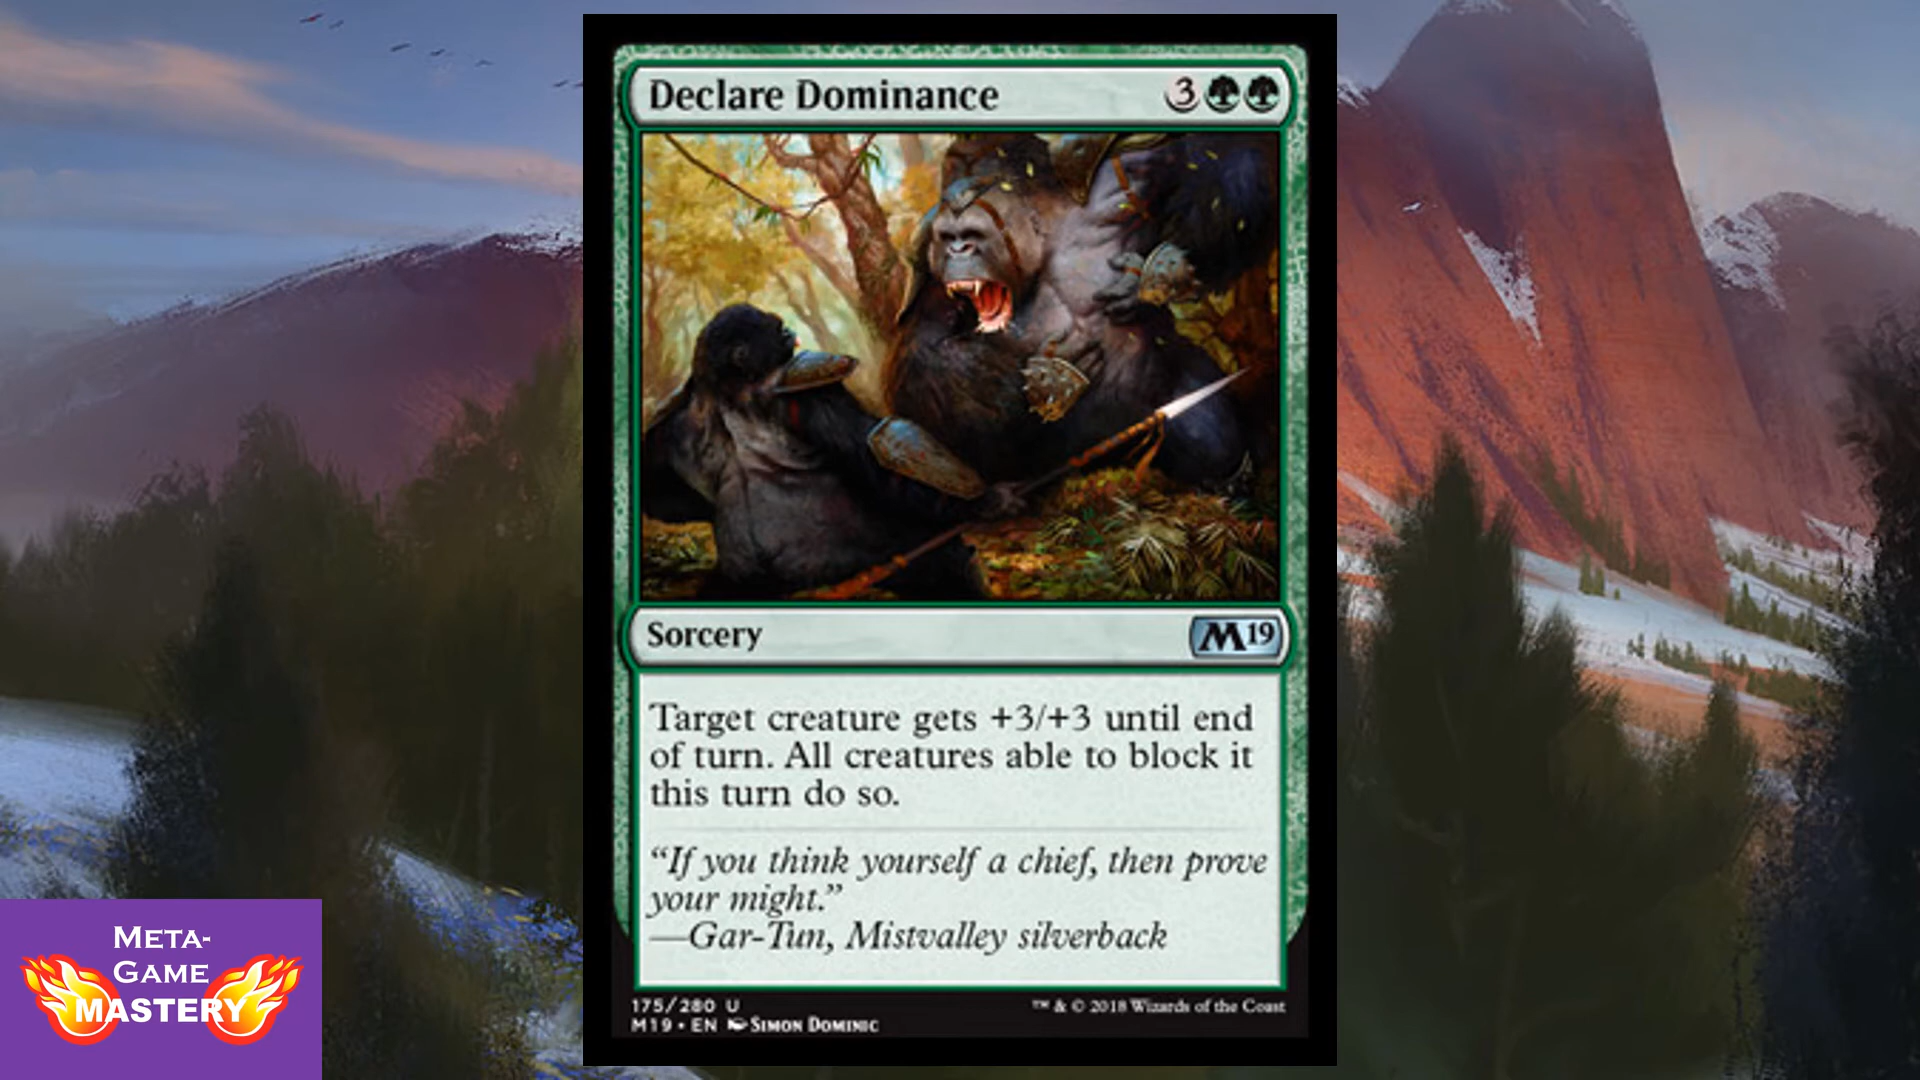 Declare Dominance 3
Sorcery M19
Target creature gets +3/+3 until end
of turn. All creatures able to block it
this turn do so.
“If you think yourself a chief, then prove
your might.”
—Gar-Tun, Mistvalley silverback
175/280 U
M19 • EN Simon Dominic
™ & © 2018 Wizards of the Coast
META-
GAME
MASTERY